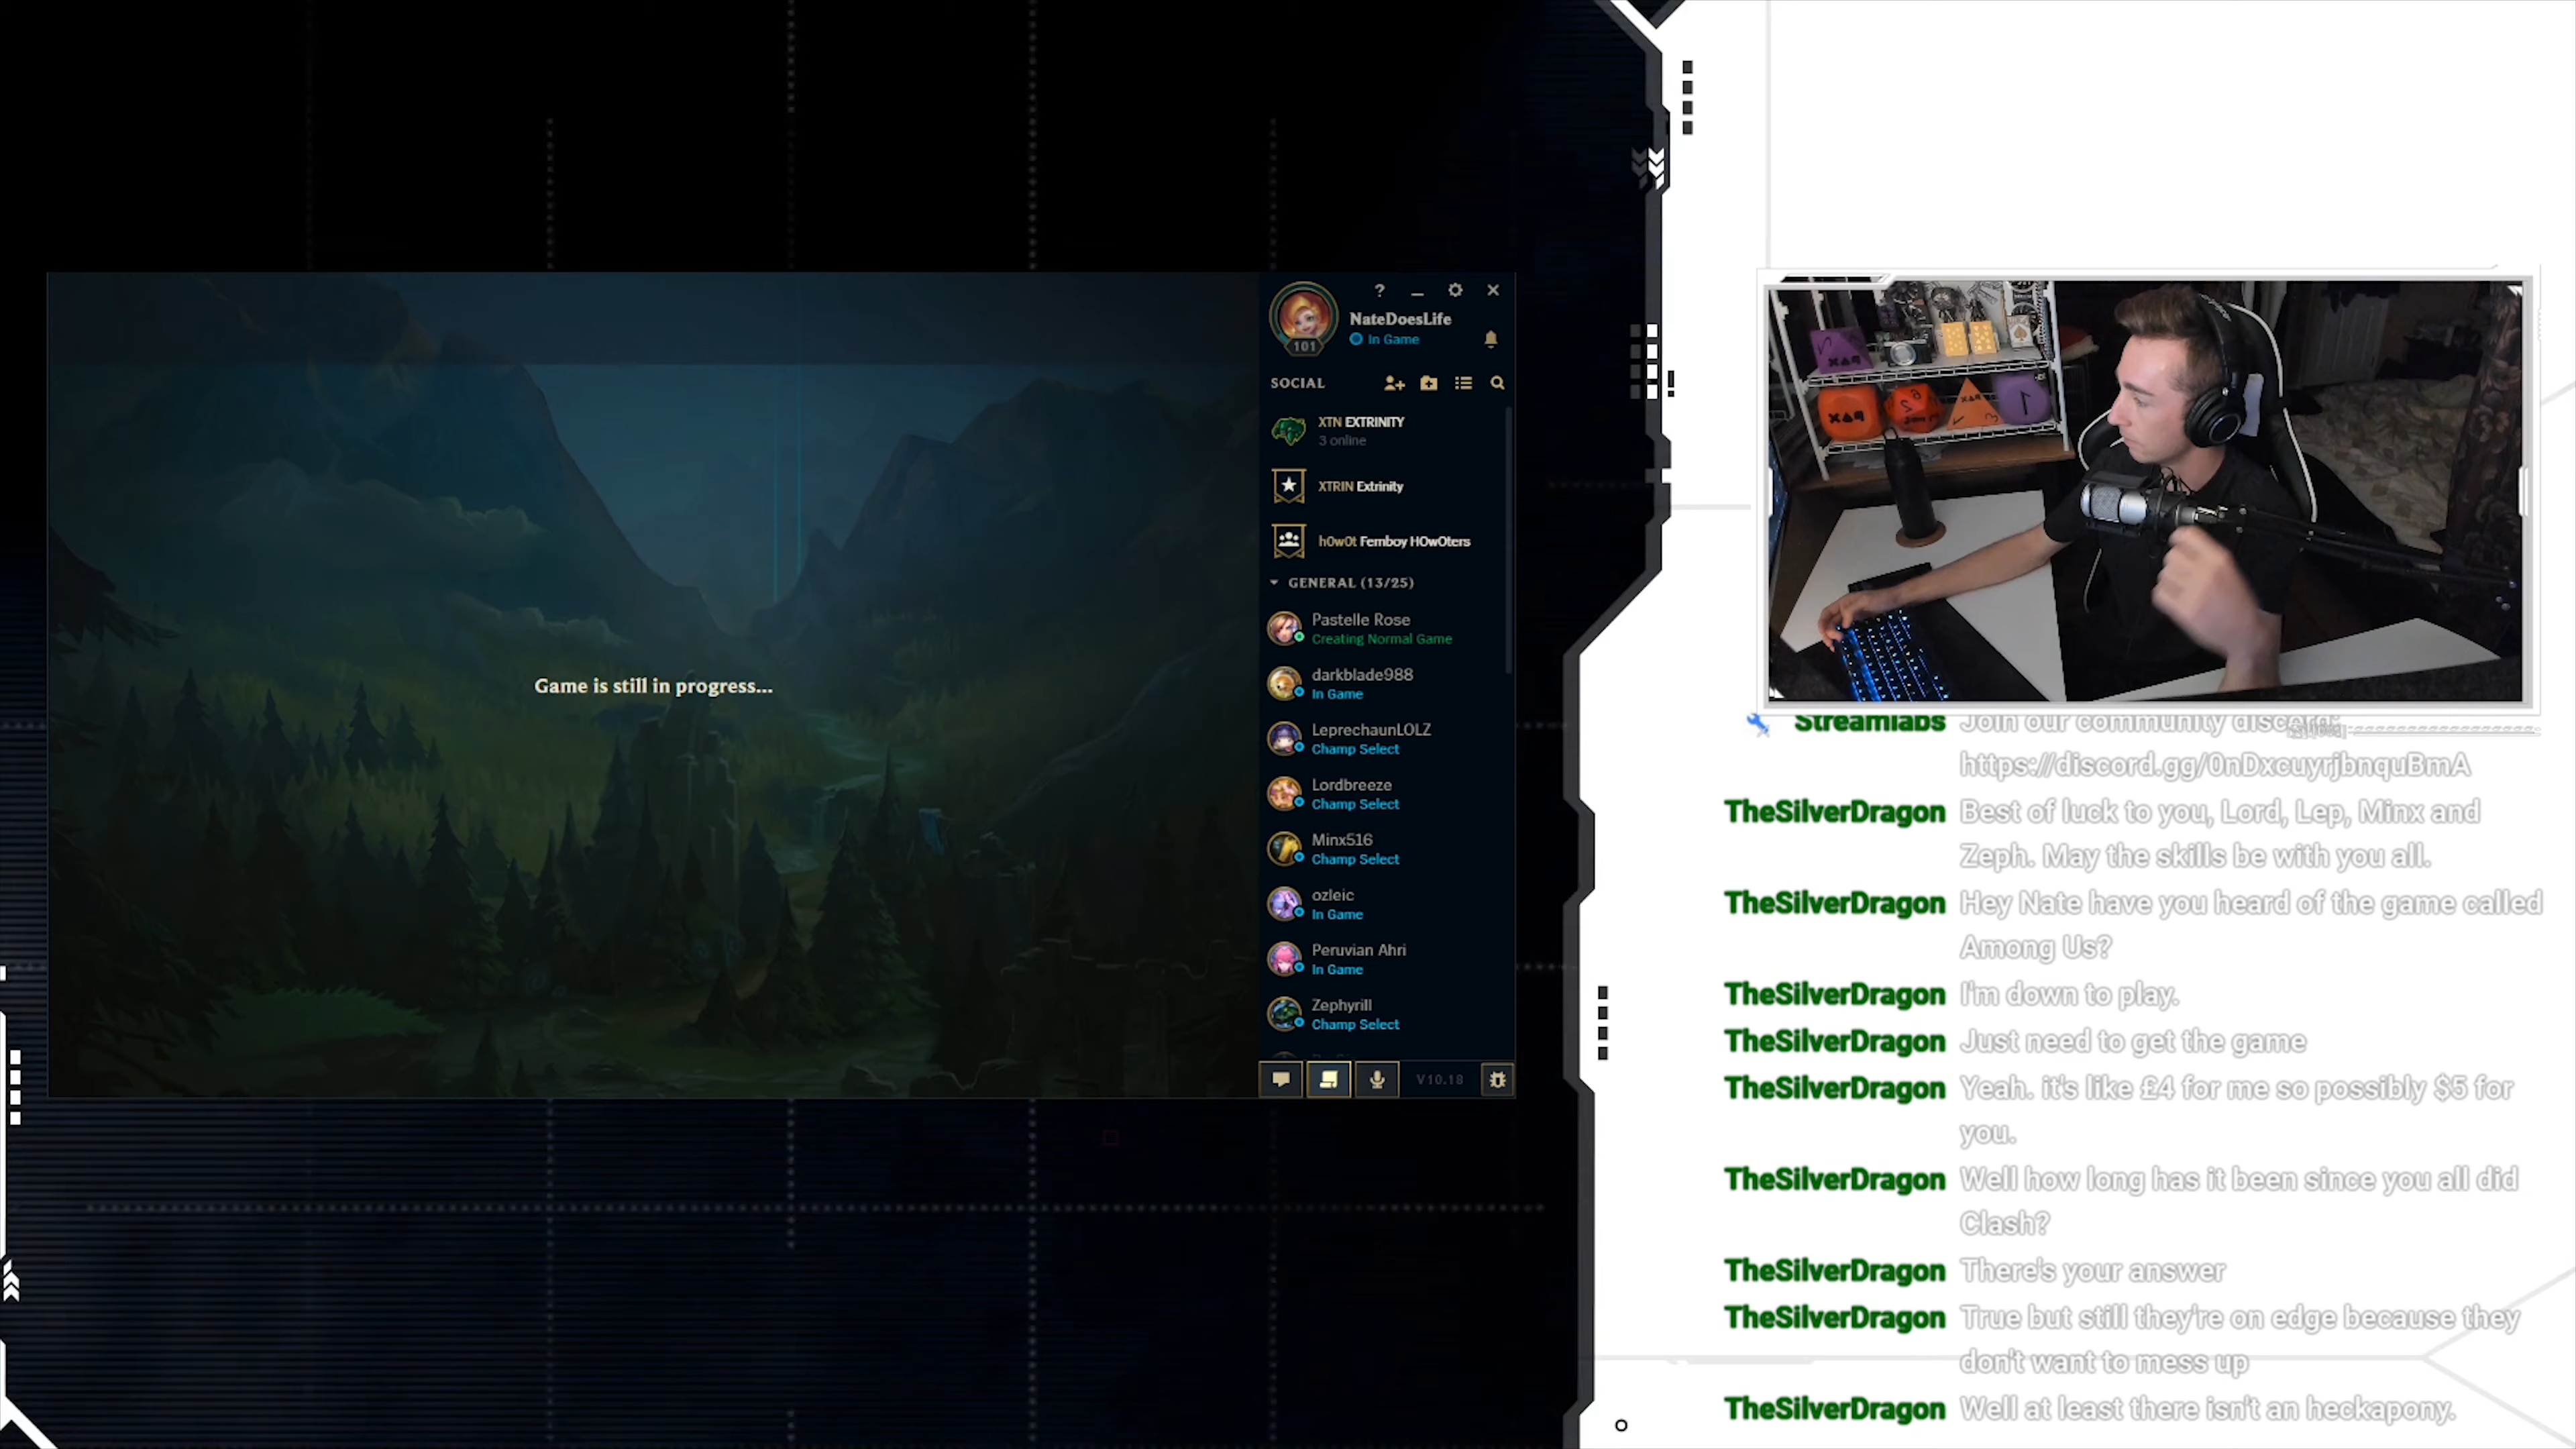 Game is still in progress...
NateDoesLife
In Game
101
SOCIAL
XTN EXTRINITY
3 online
XTRIN Extrinity
h0w0t Femboy H0w0ters
GENERAL (13/25)
Pastelle Rose
Creating Normal Game
darkblade988
In Game
LeprechaunLOLZ
Champ Select
Lordbreeze
Champ Select
Minx516
Champ Select
ozleic
In Game
Peruvian Ahri
In Game
Zephyrill
Champ Select
V10.18
Streamlabs Join our community discord:
https://discord.gg/0nDxcuyrjbnquBmA
TheSilverDragon Best of luck to you, Lord, Lep, Minx and
Zeph. May the skills be with you all.
TheSilverDragon Hey Nate have you heard of the game called
Among Us?
TheSilverDragon I'm down to play.
TheSilverDragon Just need to get the game
TheSilverDragon Yeah. it's like £4 for me so possibly $5 for
you.
TheSilverDragon Well how long has it been since you all did
Clash?
TheSilverDragon There's your answer
TheSilverDragon True but still they're on edge because they
don't want to mess up
TheSilverDragon Well at least there isn't an heckapony.